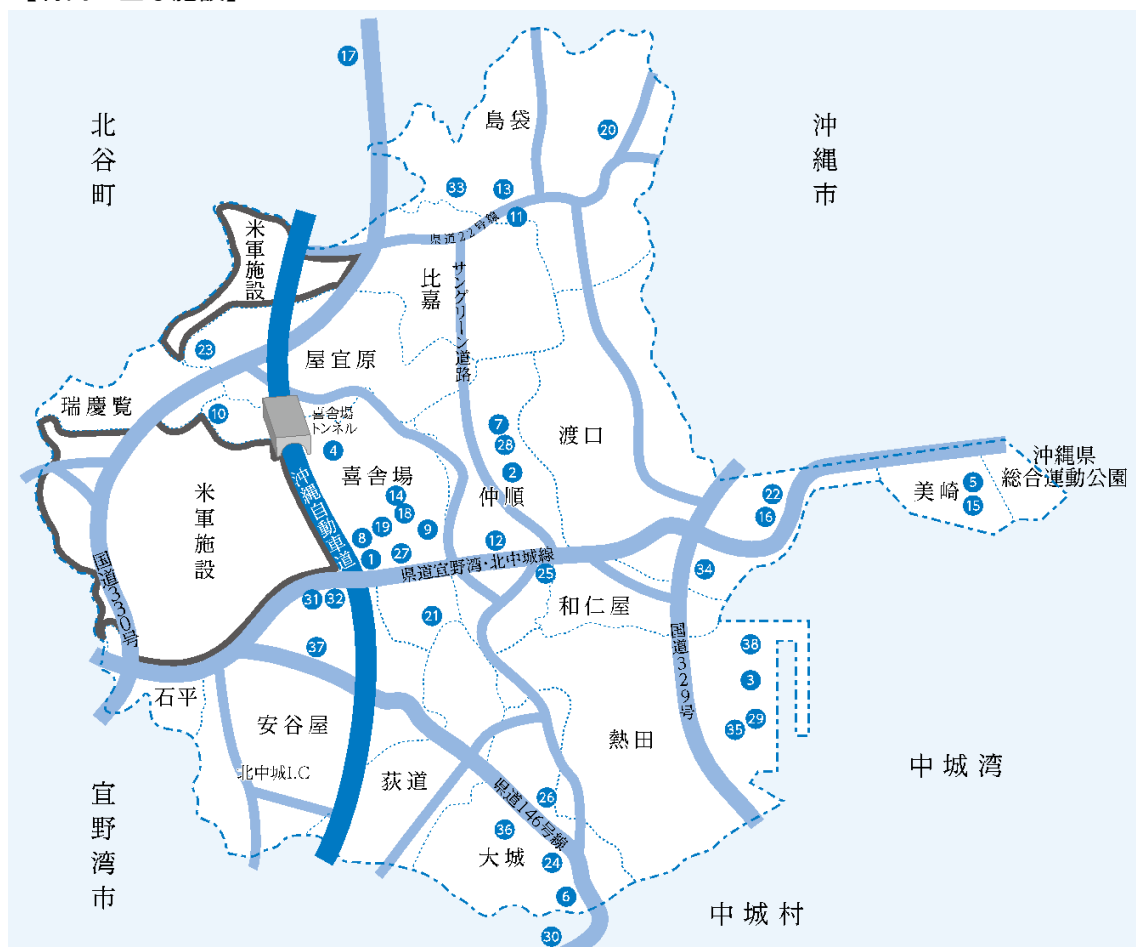 17
北谷町
島袋
20
沖縄市
33
13
11
県道22号線
米軍施設
比嘉
サングリーン道路
23
屋宜原
瑞慶覧
10
喜舎場
トンネル
4
7
28
2
渡口
喜舎場
14
18
19
9
8
1
27
仲順
12
沖縄自動車道
米軍施設
国道330号
県道宜野湾・北中城線
25
22
16
美崎
5
15
沖縄県
総合運動公園
34
31
32
21
和仁屋
37
国道329号
38
3
29
35
石平
安谷屋
北中城I.C
荻道
熱田
中城湾
宜野湾市
県道146号線
26
36
大城
24
6
30
中城村